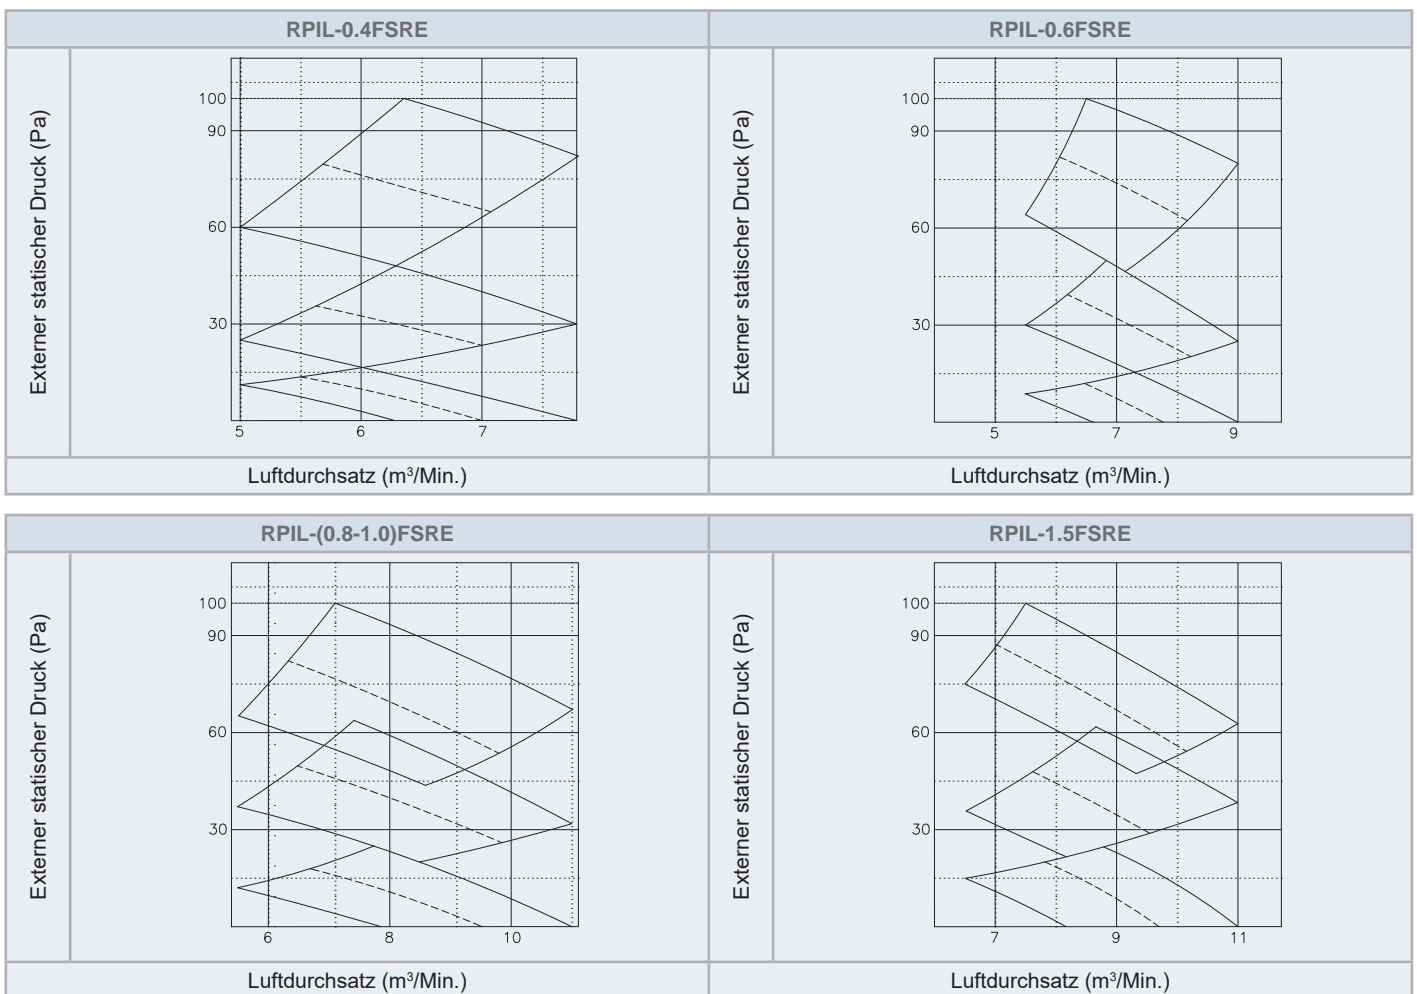 RPIL-0.4FSRE
RPIL-0.6FSRE
Externer statischer Druck (Pa)
100
90
60
30
5
6
7
Externer statischer Druck (Pa)
100
90
60
30
5
7
9
Luftdurchsatz (m³/Min.)
Luftdurchsatz (m³/Min.)
RPIL-(0.8-1.0)FSRE
RPIL-1.5FSRE
Externer statischer Druck (Pa)
100
90
60
30
6
8
10
Externer statischer Druck (Pa)
100
90
60
30
7
9
11
Luftdurchsatz (m³/Min.)
Luftdurchsatz (m³/Min.)